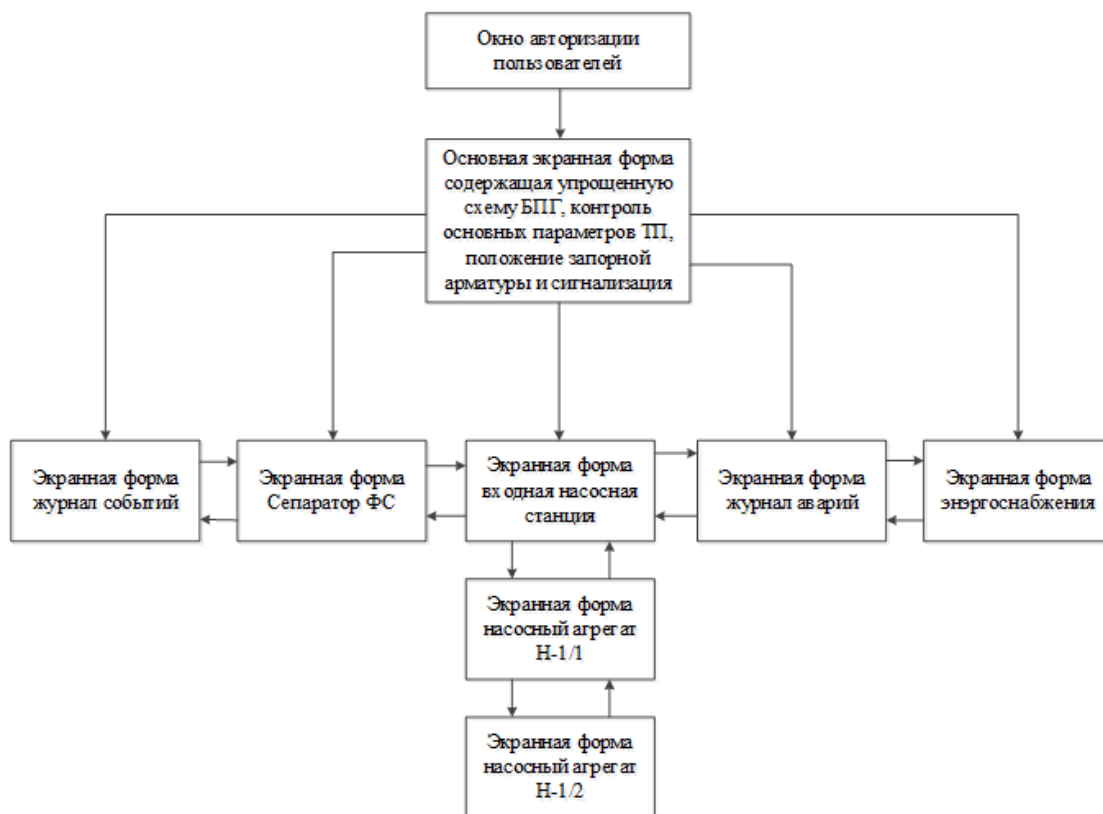 Окно авторизации
пользователей
Основная экранная форма
содержащая упрощенную
схему БПГ, контроль
основных параметров ТП,
положение запорной
арматуры и сигнализация
Экранная форма
журнал событий
Экранная форма
Сепаратор ФС
Экранная форма
входная насосная
станция
Экранная форма
журнал аварий
Экранная форма
энэргоснабжения
Экранная форма
насосный агрегат
Н-1/1
Экранная форма
насосный агрегат
Н-1/2